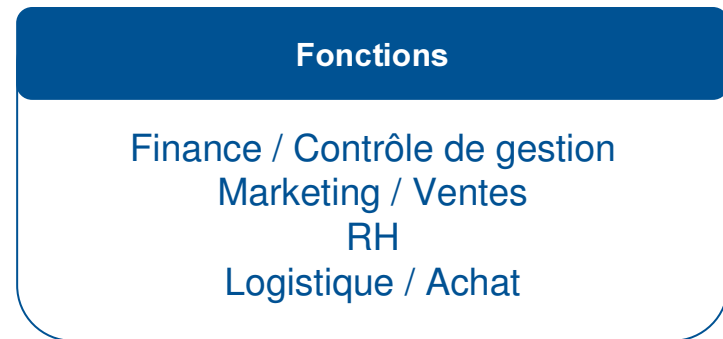 Fonctions
Finance / Contrôle de gestion
Marketing / Ventes
RH
Logistique / Achat